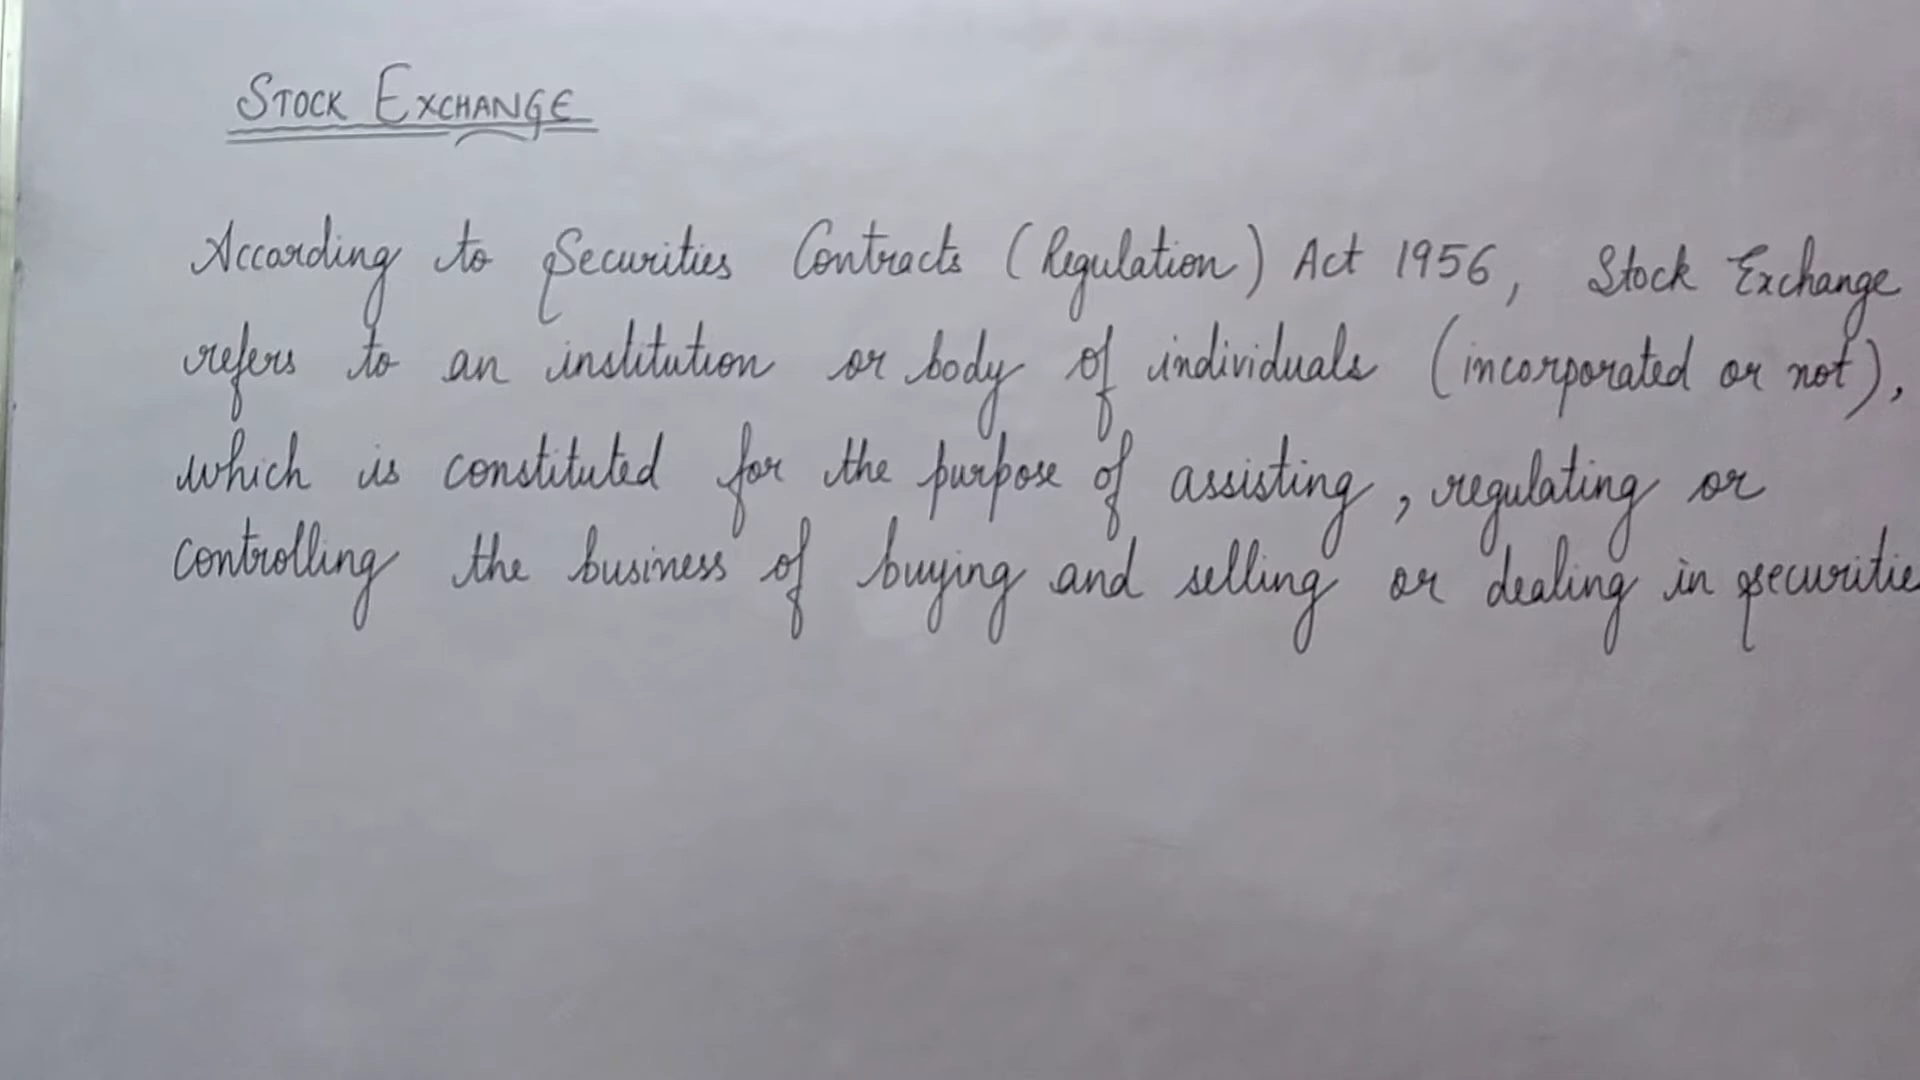 STOCK EXCHANGE
According to Securities Contracts (Regulation) Act 1956, Stock Exchange
refers to an institution or body of individuals (incorporated or not),
which is constituted for the purpose of assisting, regulating or
controlling the business of buying and selling or dealing in securitie